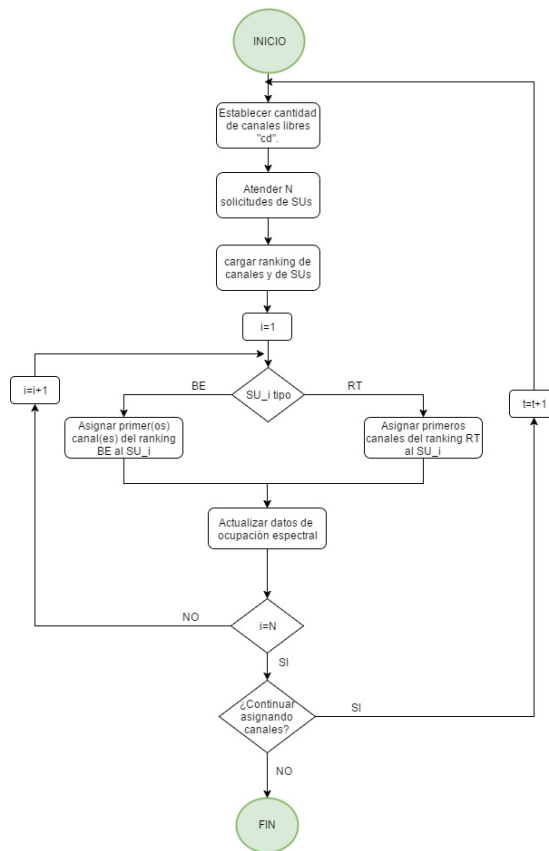 INICIO
Establecer cantidad
de canales libres
"cd".
Atender N
solicitudes de SUs
cargar ranking de
canales y de SUs
i=1
i=i+1
BE
SU_i tipo
RT
t=t+1
Asignar primer(os)
canal(es) del ranking
BE al SU_i
Asignar primeros
canales del ranking RT
al SU_i
Actualizar datos de
ocupación espectral
NO
i=N
SI
¿Continuar
asignando
canales?
SI
NO
FIN